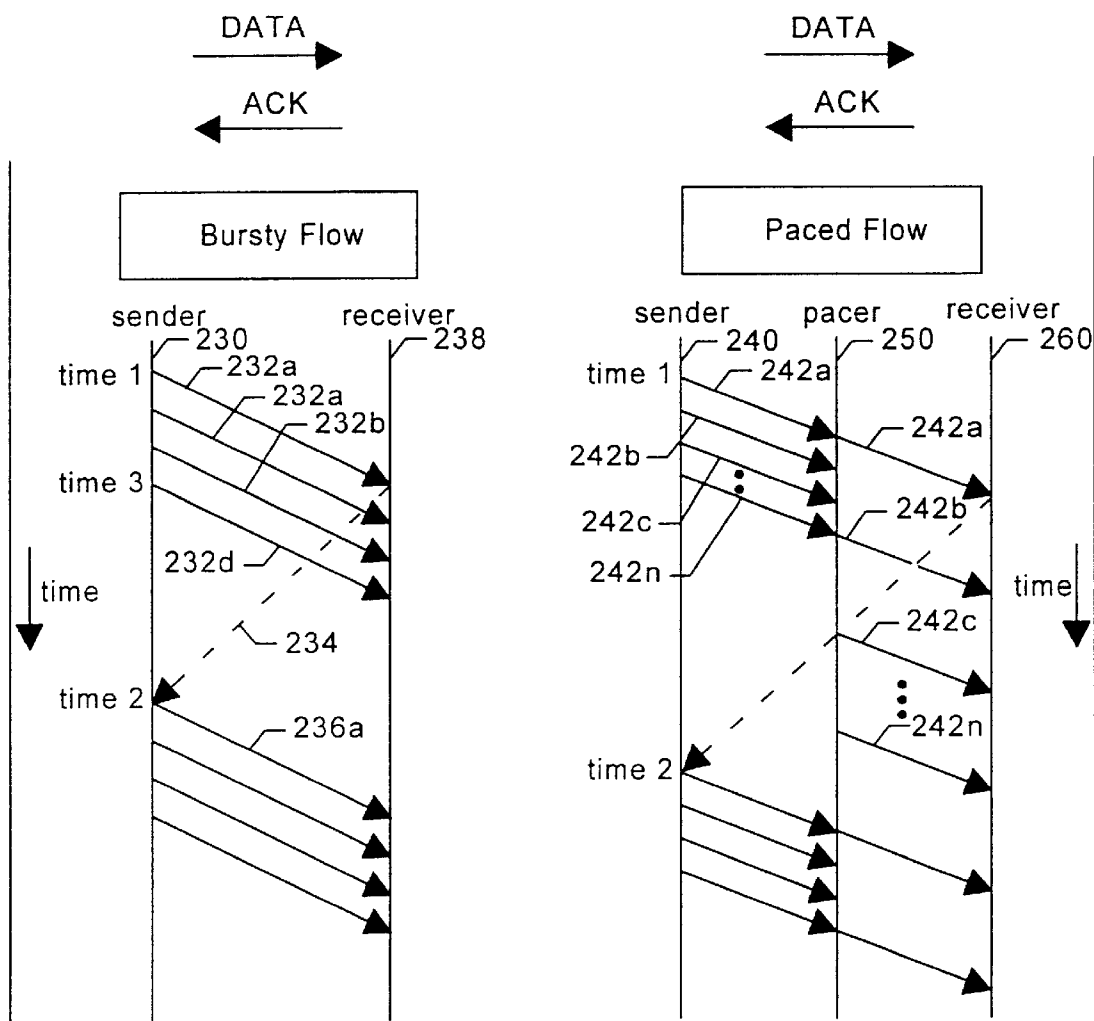 DATA
ACK
Bursty Flow
sender
receiver
230
238
time 1
232a
232a
232b
time 3
232d
time
234
time 2
236a
DATA
ACK
Paced Flow
sender
pacer
receiver
240
250
260
time 1
242a
242a
242b
242c
242b
242n
time
242c
242n
time 2